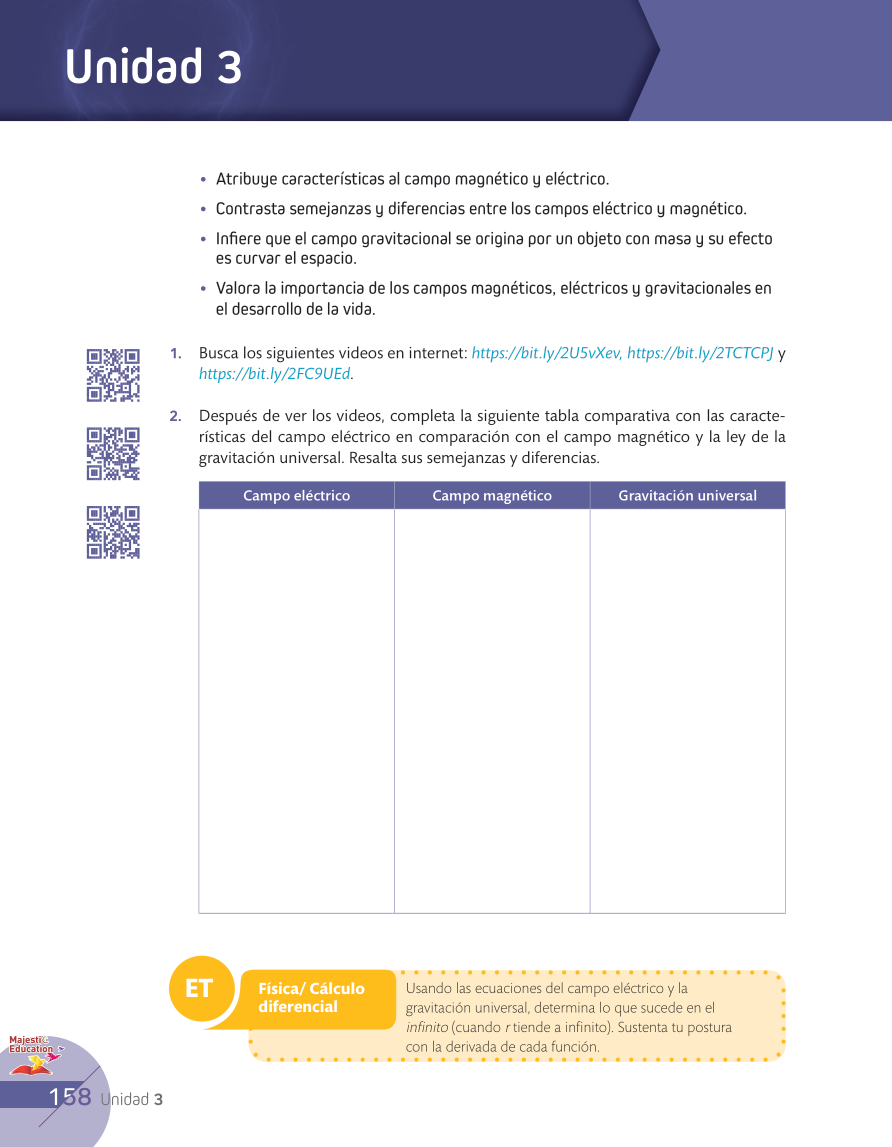 Unidad 3
• Atribuye características al campo magnético y eléctrico.
• Contrasta semejanzas y diferencias entre los campos eléctrico y magnético.
• Infiere que el campo gravitacional se origina por un objeto con masa y su efecto
es curvar el espacio.
• Valora la importancia de los campos magnéticos, eléctricos y gravitacionales en
el desarrollo de la vida.
1. Busca los siguientes videos en internet: https://bit.ly/2U5vXev, https://bit.ly/2TCTCPJ y
https://bit.ly/2FC9UEd.
2. Después de ver los videos, completa la siguiente tabla comparativa con las caracte-
rísticas del campo eléctrico en comparación con el campo magnético y la ley de la
gravitación universal. Resalta sus semejanzas y diferencias.
Campo eléctrico Campo magnético Gravitación universal
ET
Física/ Cálculo
diferencial
Usando las ecuaciones del campo eléctrico y la
gravitación universal, determina lo que sucede en el
infinito (cuando r tiende a infinito). Sustenta tu postura
con la derivada de cada función.
Majestic
Education
158 Unidad 3